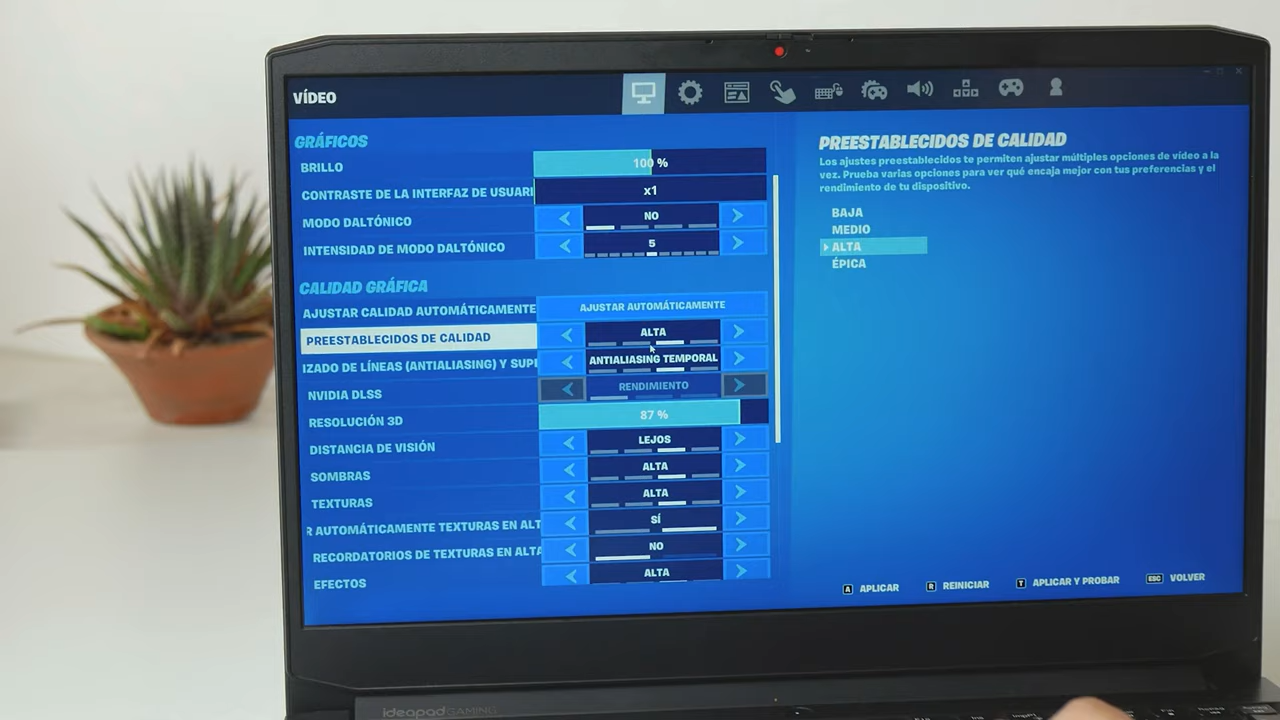 VÍDEO
GRÁFICOS
BRILLO
100 %
CONTRASTE DE LA INTERFAZ DE USUARI
x1
MODO DALTÓNICO
NO
INTENSIDAD DE MODO DALTÓNICO
5
CALIDAD GRÁFICA
AJUSTAR CALIDAD AUTOMÁTICAMENTE
AJUSTAR AUTOMÁTICAMENTE
PREESTABLECIDOS DE CALIDAD
ALTA
IZADO DE LÍNEAS (ANTIALIASING) Y SUPE
ANTIALIASING TEMPORAL
NVIDIA DLSS
RENDIMIENTO
RESOLUCIÓN 3D
87 %
DISTANCIA DE VISIÓN
LEJOS
SOMBRAS
ALTA
TEXTURAS
ALTA
R AUTOMÁTICAMENTE TEXTURAS EN ALT
SÍ
RECORDATORIOS DE TEXTURAS EN ALTA
NO
EFECTOS
ALTA
PREESTABLECIDOS DE CALIDAD
Los ajustes preestablecidos te permiten ajustar múltiples opciones de vídeo a la
vez. Prueba varias opciones para ver qué encaja mejor con tus preferencias y el
rendimiento de tu dispositivo.
BAJA
MEDIO
ALTA
ÉPICA
A APLICAR
R REINICIAR
T APLICAR Y PROBAR
ESC VOLVER
ideapad GAMING